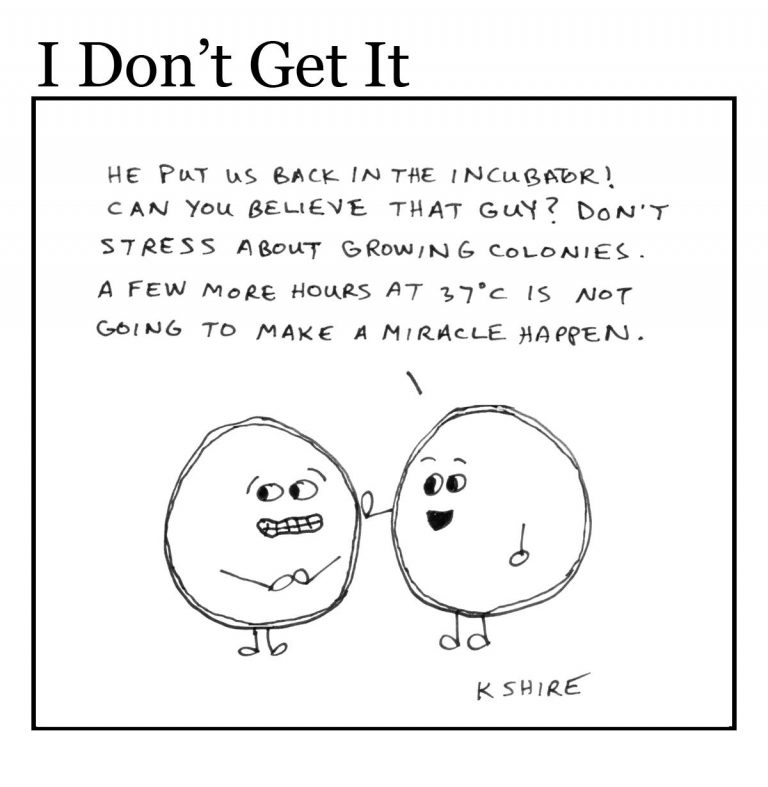 I Don't Get It
HE PUT US BACK IN THE INCUBATOR!
CAN YOU BELIEVE THAT GUY? DON'T
STRESS ABOUT GROWING COLONIES.
A FEW MORE HOURS AT 37°C IS NOT
GOING TO MAKE A MIRACLE HAPPEN.
K SHIRE